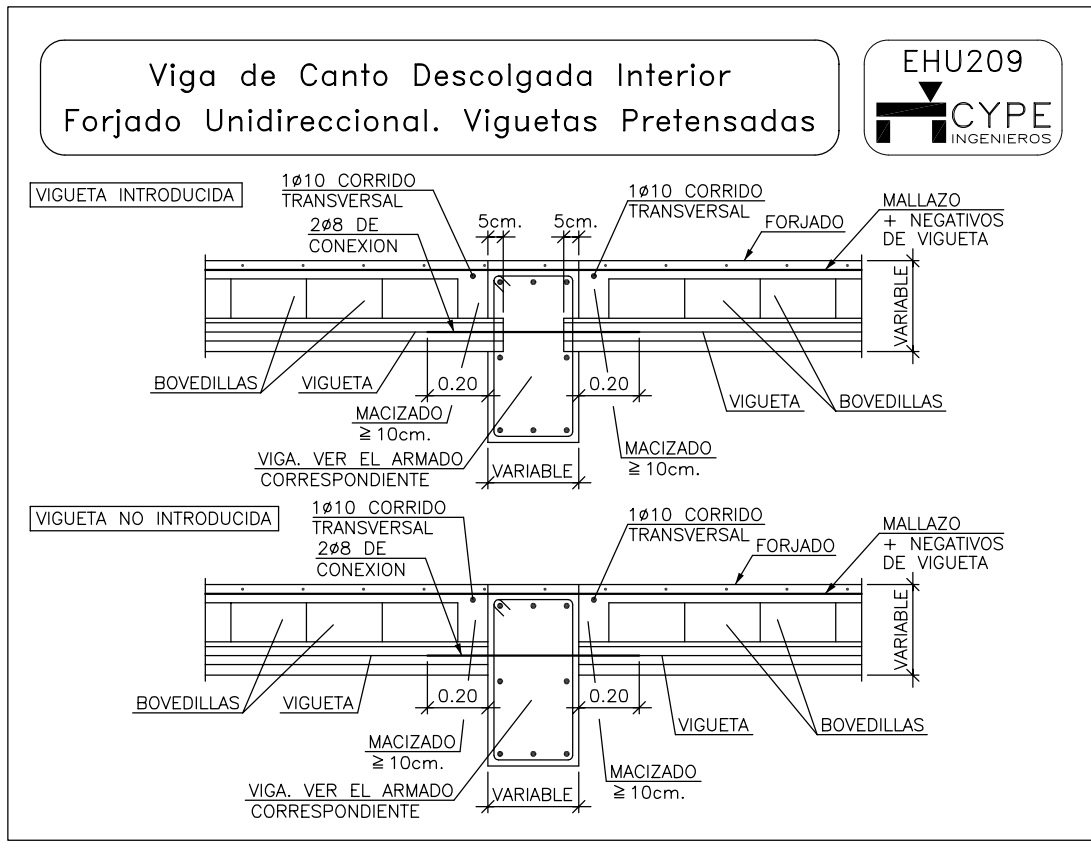 Viga de Canto Descolgada Interior
Forjado Unidireccional. Viguetas Pretensadas
EHU209
CYPE
INGENIEROS
VIGUETA INTRODUCIDA
1ø10 CORRIDO
TRANSVERSAL
2ø8 DE
CONEXION
5cm.
5cm.
1ø10 CORRIDO
TRANSVERSAL
FORJADO
MALLAZO
+ NEGATIVOS
DE VIGUETA
VARIABLE
BOVEDILLAS
VIGUETA
0.20
0.20
VIGUETA
BOVEDILLAS
MACIZADO
≧ 10cm.
MACIZADO
≧ 10cm.
VIGA. VER EL ARMADO
CORRESPONDIENTE
VARIABLE
VIGUETA NO INTRODUCIDA
1ø10 CORRIDO
TRANSVERSAL
2ø8 DE
CONEXION
1ø10 CORRIDO
TRANSVERSAL
FORJADO
MALLAZO
+ NEGATIVOS
DE VIGUETA
VARIABLE
BOVEDILLAS
VIGUETA
0.20
0.20
VIGUETA
BOVEDILLAS
MACIZADO
≧ 10cm.
MACIZADO
≧ 10cm.
VIGA. VER EL ARMADO
CORRESPONDIENTE
VARIABLE